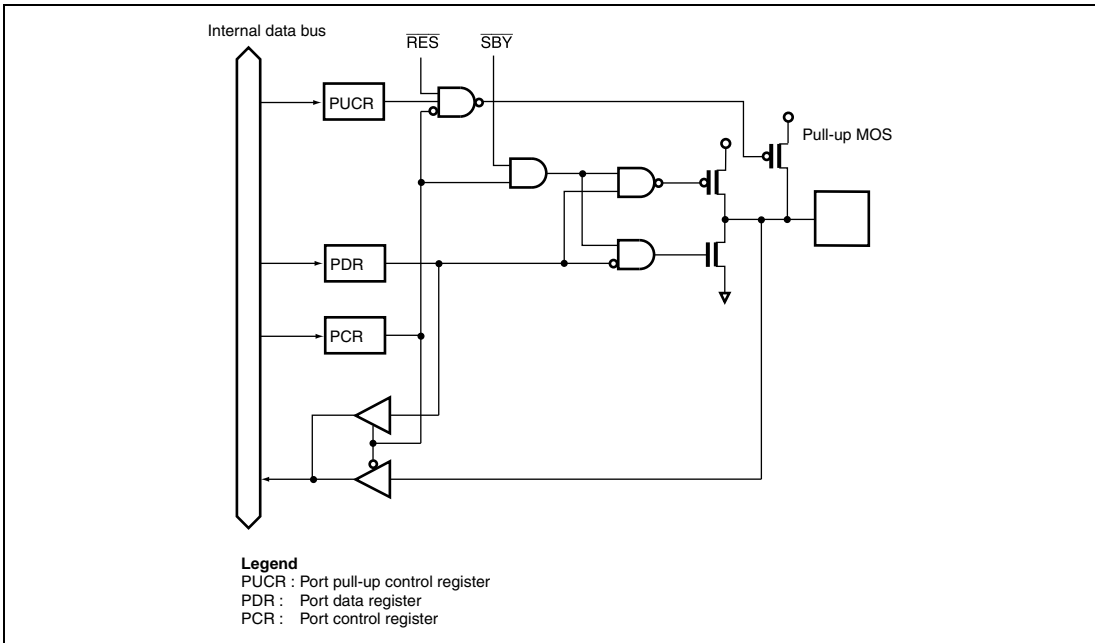 Internal data bus
RES
SBY
PUCR
Pull-up MOS
PDR
PCR
Legend
PUCR : Port pull-up control register
PDR : Port data register
PCR : Port control register